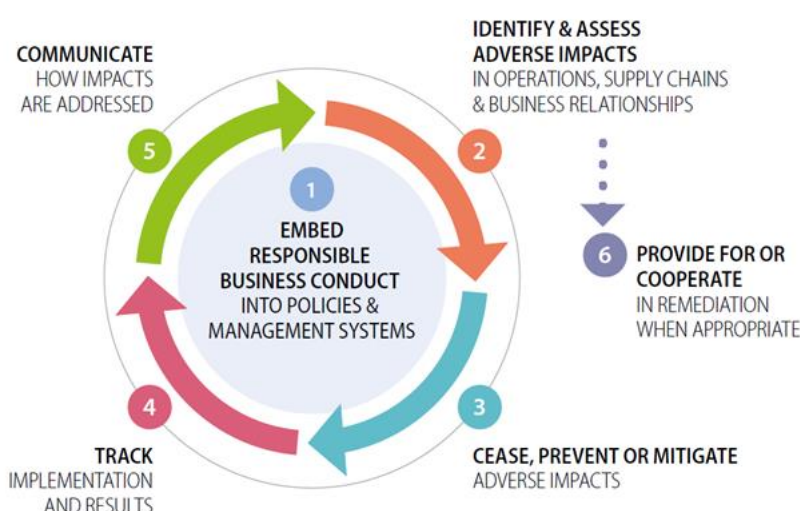 COMMUNICATE
HOW IMPACTS
ARE ADDRESSED
5
IDENTIFY & ASSESS
ADVERSE IMPACTS
IN OPERATIONS, SUPPLY CHAINS
& BUSINESS RELATIONSHIPS
2
1
EMBED
RESPONSIBLE
BUSINESS CONDUCT
INTO POLICIES &
MANAGEMENT SYSTEMS
6
PROVIDE FOR OR
COOPERATE
IN REMEDIATION
WHEN APPROPRIATE
4
TRACK
IMPLEMENTATION
AND RESULTS
3
CEASE, PREVENT OR MITIGATE
ADVERSE IMPACTS